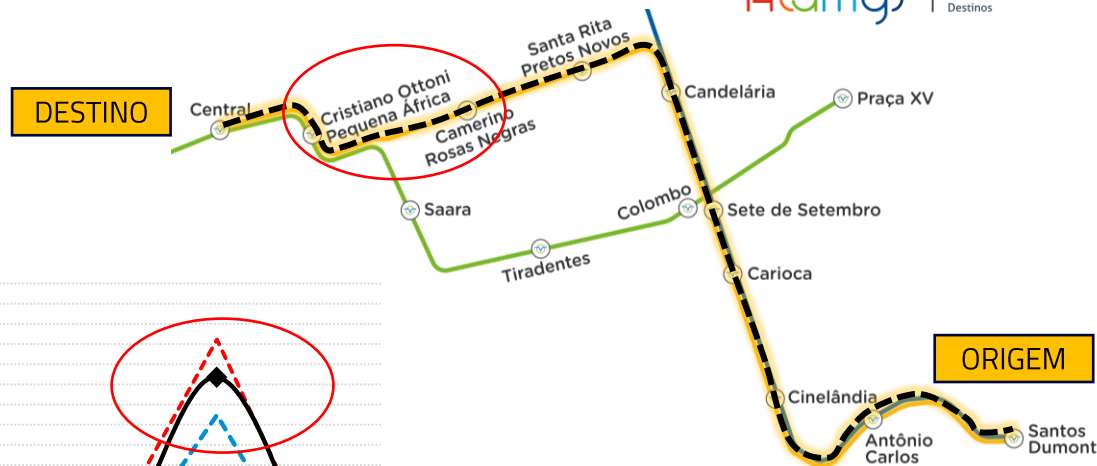 Destinos
DESTINO
Central
Cristiano Ottoni
Pequena África
Camerino
Rosas Negras
Santa Rita
Pretos Novos
Candelária
Praça XV
Saara
Colombo
Sete de Setembro
Tiradentes
Carioca
ORIGEM
Cinelândia
Antônio
Carlos
Santos
Dumont